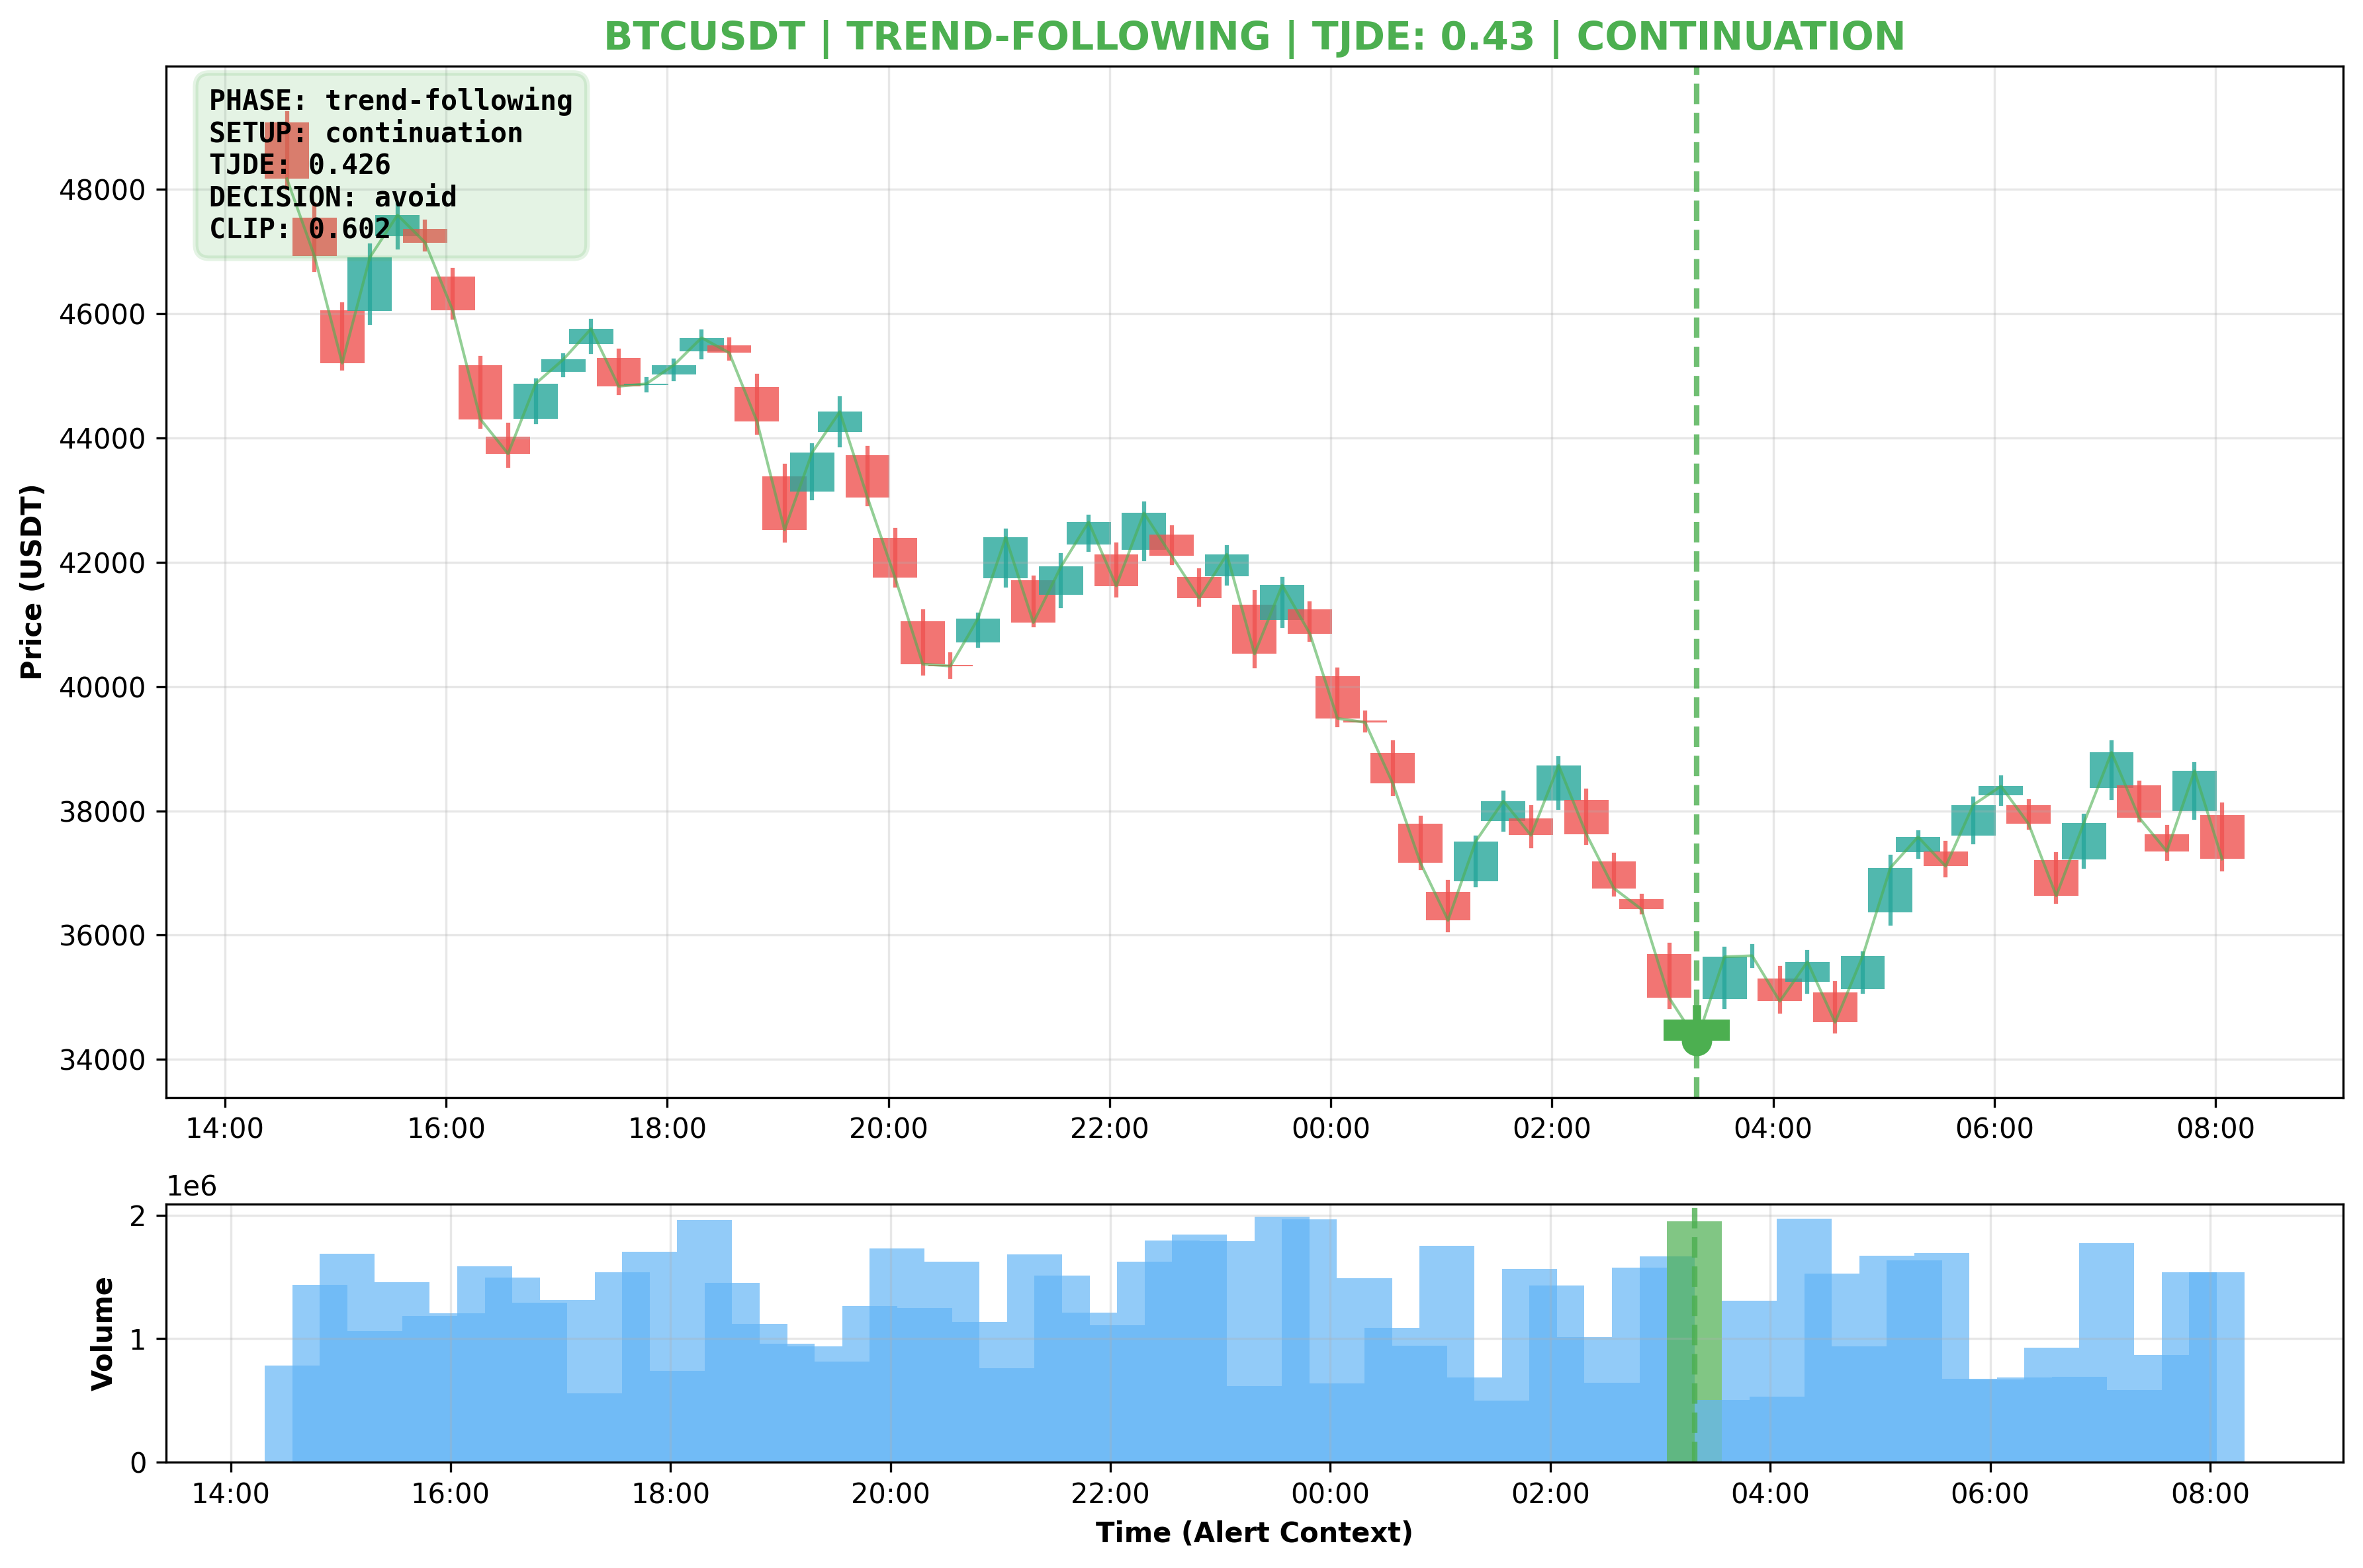 BTCUSDT | TREND-FOLLOWING | TJDE: 0.43 | CONTINUATION
PHASE: trend-following
SETUP: continuation
TJDE: 0.426
DECISION: avoid
CLIP: 0.602
Price (USDT)
48000
46000
44000
42000
40000
38000
36000
34000
14:00 16:00 18:00 20:00 22:00 00:00 02:00 04:00 06:00 08:00
1e6
Volume
2
1
0
14:00 16:00 18:00 20:00 22:00 00:00 02:00 04:00 06:00 08:00
Time (Alert Context)